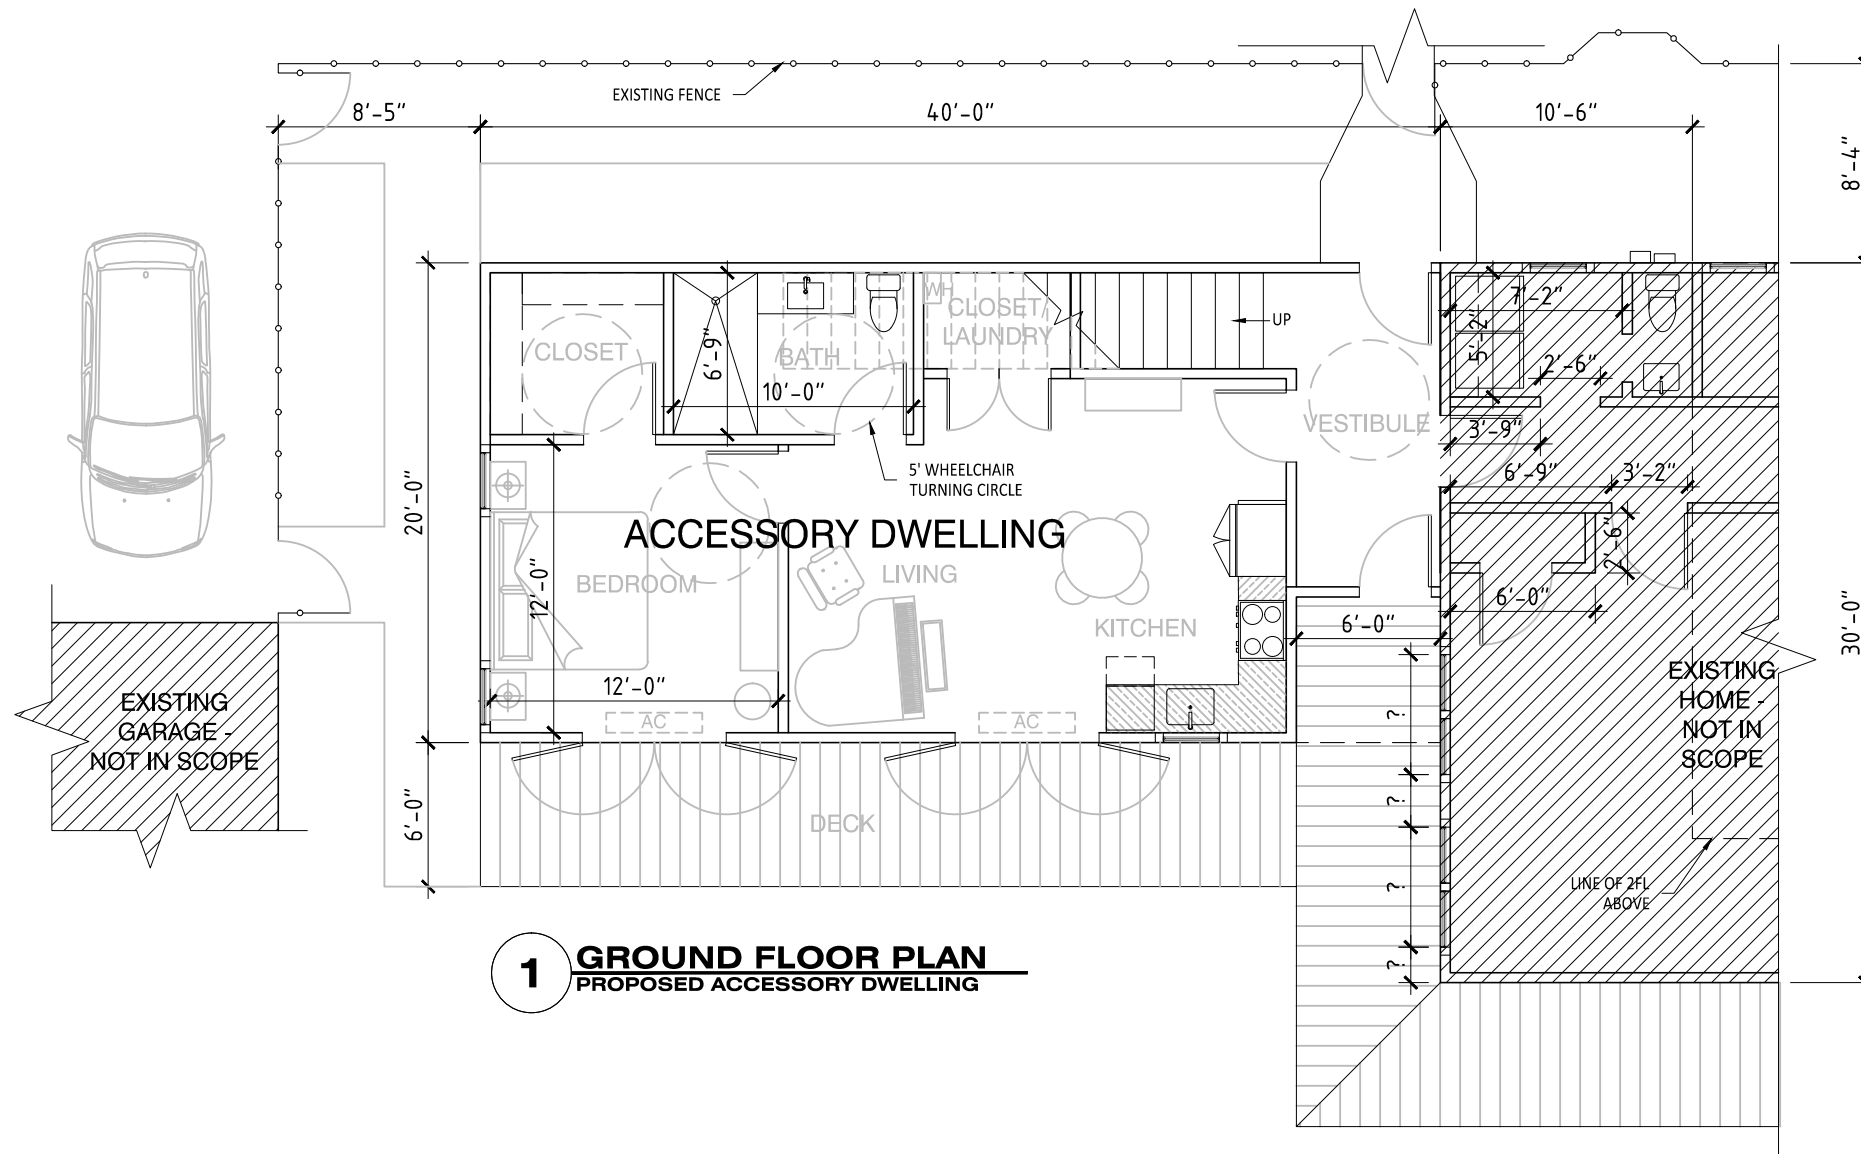 EXISTING FENCE
8'-5"
40'-0"
10'-6"
8'-4"
WH
CLOSET/
LAUNDRY
UP
7'-2"
5'-2"
CLOSET
6'-9"
BATH
10'-0"
2'-6"
VESTIBULE
3'-9"
5' WHEELCHAIR
TURNING CIRCLE
6'-9"
3'-2"
20'-0"
ACCESSORY DWELLING
2'-6"
BEDROOM
LIVING
12'-0"
6'-0"
KITCHEN
6'-0"
30'-0"
EXISTING
GARAGE -
NOT IN SCOPE
12'-0"
AC
AC
EXISTING
HOME -
NOT IN
SCOPE
?
?
?
?
6'-0"
DECK
LINE OF 2FL
ABOVE
1
GROUND FLOOR PLAN
PROPOSED ACCESSORY DWELLING